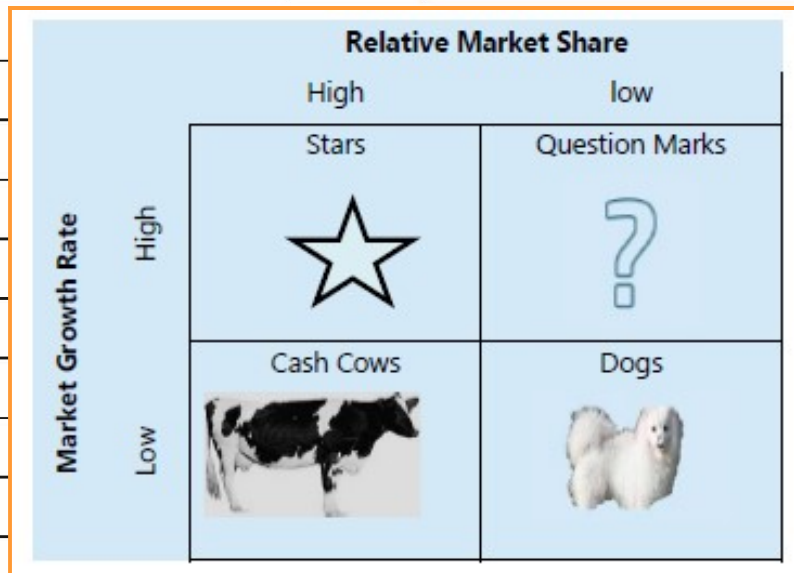 Relative Market Share
High low
Stars Question Marks
?
Market Growth Rate
High
Cash Cows Dogs
Low